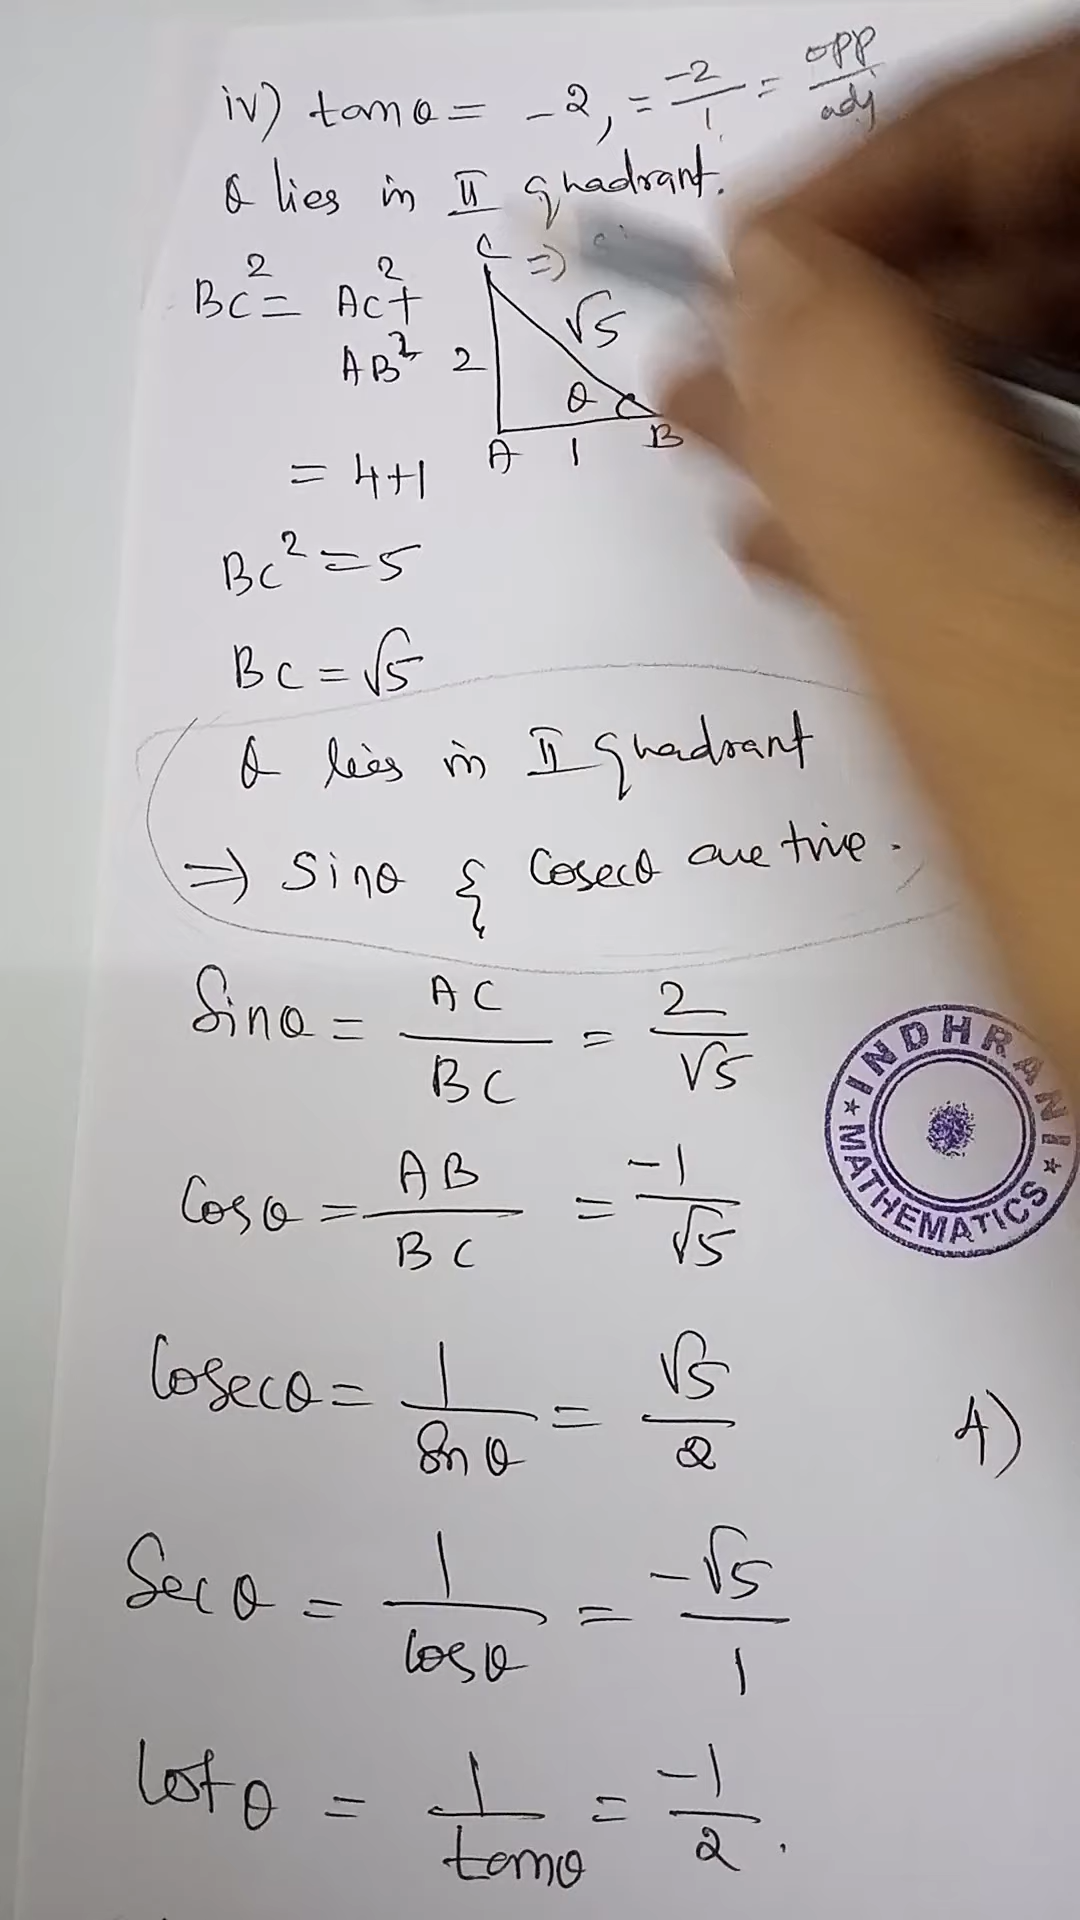 iv) tanθ = -2, = -2/1 = opp/adj
θ lies in II quadrant.
C =)
BC² = AC² +
AB²
2
√5
θ
A 1 B
= 4+1
BC² = 5
BC = √5
θ lies in II quadrant
=> Sinθ & Cosecθ are +ive.
Sinθ = AC/BC = 2/√5
Cosθ = AB/BC = -1/√5
Cosecθ = 1/Sinθ = √5/2
4)
Secθ = 1/Cosθ = -√5/1
Cotθ = 1/tanθ = -1/2.
INDHRANI
★ MATHEMATICS ★